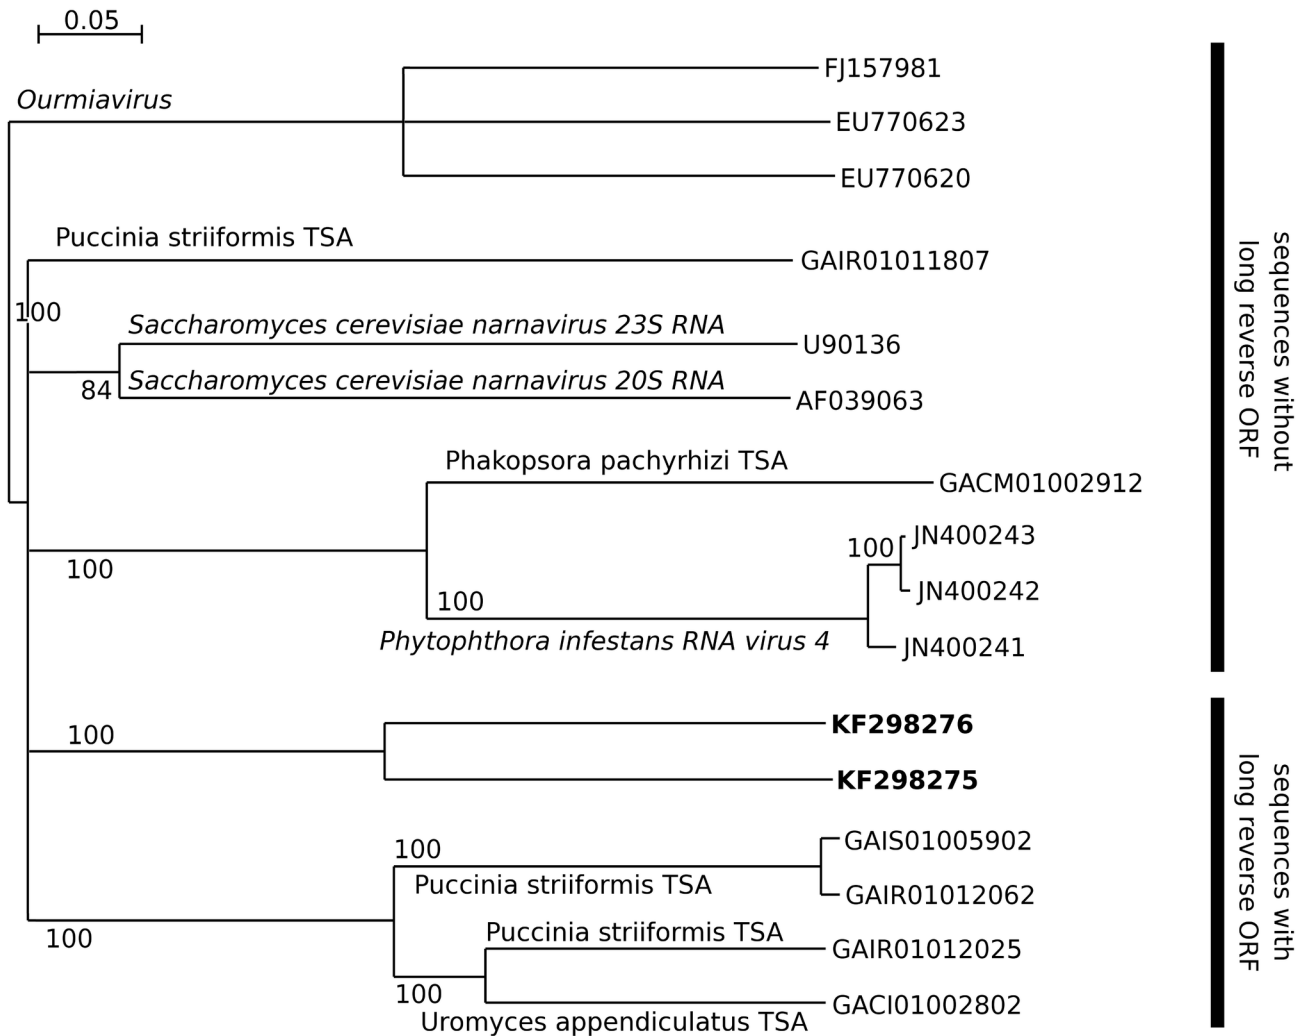 0.05
FJ157981
Ourmiavirus
EU770623
EU770620
Puccinia striiformis TSA
GAIR01011807
100
Saccharomyces cerevisiae narnavirus 23S RNA
U90136
84
Saccharomyces cerevisiae narnavirus 20S RNA
AF039063
Phakopsora pachyrhizi TSA
GACM01002912
JN400243
100
100
JN400242
100
Phytophthora infestans RNA virus 4
JN400241
sequences without
long reverse ORF
100
KF298276
KF298275
100
GAIS01005902
Puccinia striiformis TSA
GAIR01012062
100
Puccinia striiformis TSA
GAIR01012025
100
GACI01002802
Uromyces appendiculatus TSA
sequences with
long reverse ORF